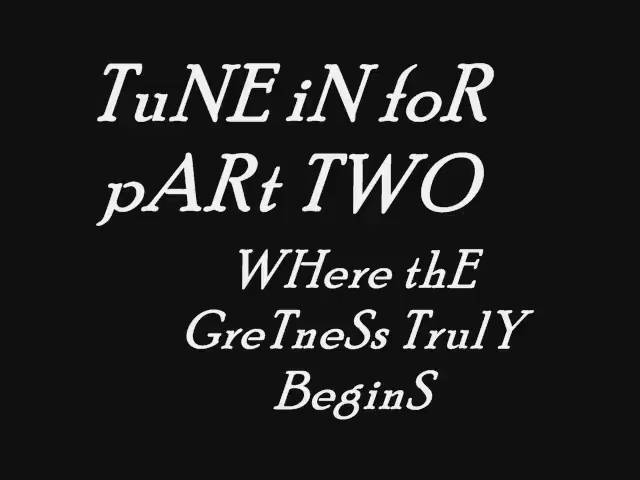 TuNE iN foR
pARt TWO
WHere thE
GreTneSs TrulY
BeginS